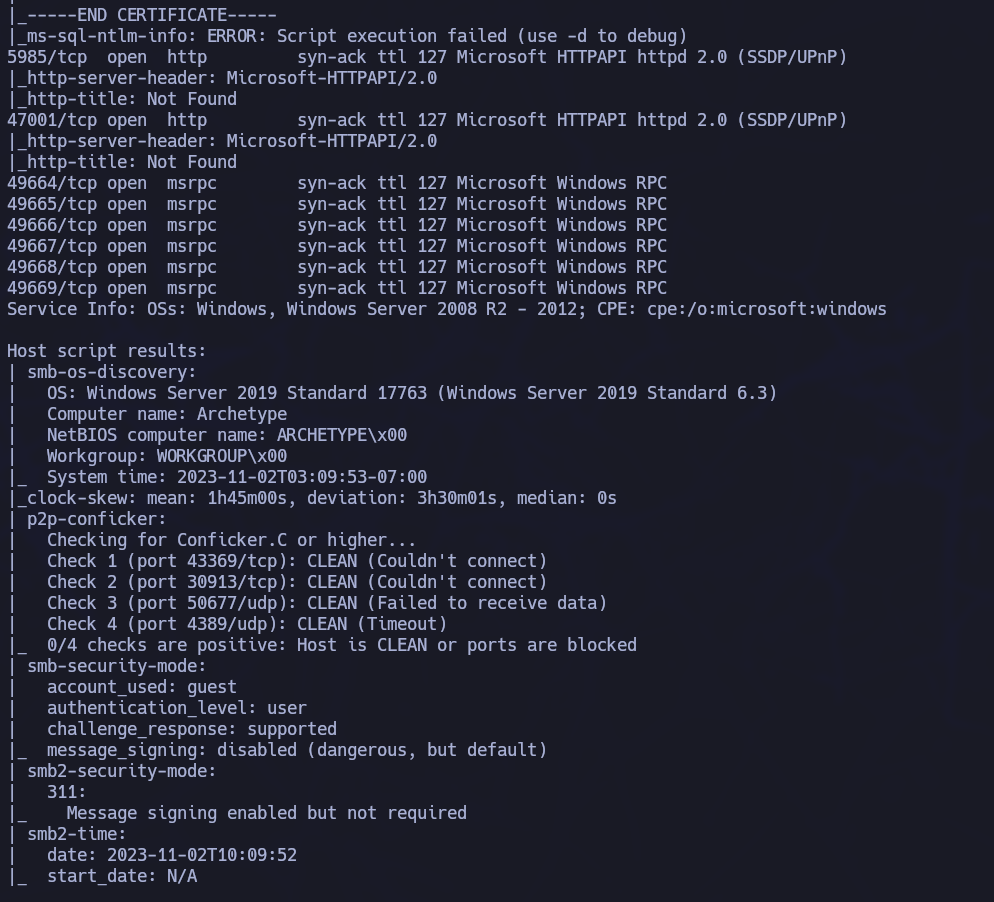 |_-----END CERTIFICATE-----
|_ms-sql-ntlm-info: ERROR: Script execution failed (use -d to debug)
5985/tcp  open  http         syn-ack ttl 127 Microsoft HTTPAPI httpd 2.0 (SSDP/UPnP)
|_http-server-header: Microsoft-HTTPAPI/2.0
|_http-title: Not Found
47001/tcp open  http         syn-ack ttl 127 Microsoft HTTPAPI httpd 2.0 (SSDP/UPnP)
|_http-server-header: Microsoft-HTTPAPI/2.0
|_http-title: Not Found
49664/tcp open  msrpc        syn-ack ttl 127 Microsoft Windows RPC
49665/tcp open  msrpc        syn-ack ttl 127 Microsoft Windows RPC
49666/tcp open  msrpc        syn-ack ttl 127 Microsoft Windows RPC
49667/tcp open  msrpc        syn-ack ttl 127 Microsoft Windows RPC
49668/tcp open  msrpc        syn-ack ttl 127 Microsoft Windows RPC
49669/tcp open  msrpc        syn-ack ttl 127 Microsoft Windows RPC
Service Info: OSs: Windows, Windows Server 2008 R2 - 2012; CPE: cpe:/o:microsoft:windows

Host script results:
| smb-os-discovery:
|   OS: Windows Server 2019 Standard 17763 (Windows Server 2019 Standard 6.3)
|   Computer name: Archetype
|   NetBIOS computer name: ARCHETYPE\x00
|   Workgroup: WORKGROUP\x00
|_  System time: 2023-11-02T03:09:53-07:00
|_clock-skew: mean: 1h45m00s, deviation: 3h30m01s, median: 0s
| p2p-conficker:
|   Checking for Conficker.C or higher...
|   Check 1 (port 43369/tcp): CLEAN (Couldn't connect)
|   Check 2 (port 30913/tcp): CLEAN (Couldn't connect)
|   Check 3 (port 50677/udp): CLEAN (Failed to receive data)
|   Check 4 (port 4389/udp): CLEAN (Timeout)
|_  0/4 checks are positive: Host is CLEAN or ports are blocked
| smb-security-mode:
|   account_used: guest
|   authentication_level: user
|   challenge_response: supported
|_  message_signing: disabled (dangerous, but default)
| smb2-security-mode:
|   311:
|_    Message signing enabled but not required
| smb2-time:
|   date: 2023-11-02T10:09:52
|_  start_date: N/A